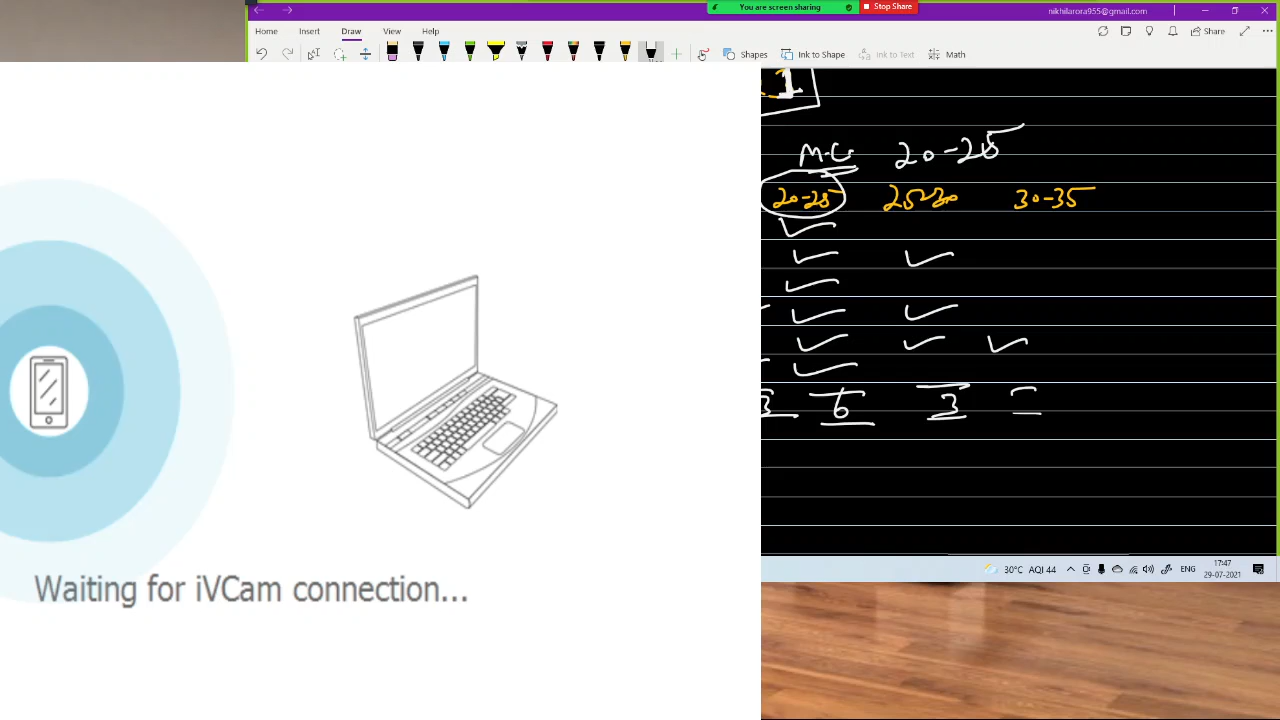 You are screen sharing Stop Share
nikhilarora955@gmail.com
Home Insert Draw View Help
Share
Shapes Ink to Shape Ink to Text Math
1
M.C 20-25
20-25 25-30 30-35
3 6 3
Waiting for iVCam connection...
30°C AQI 44 ENG 17:47
29-07-2021